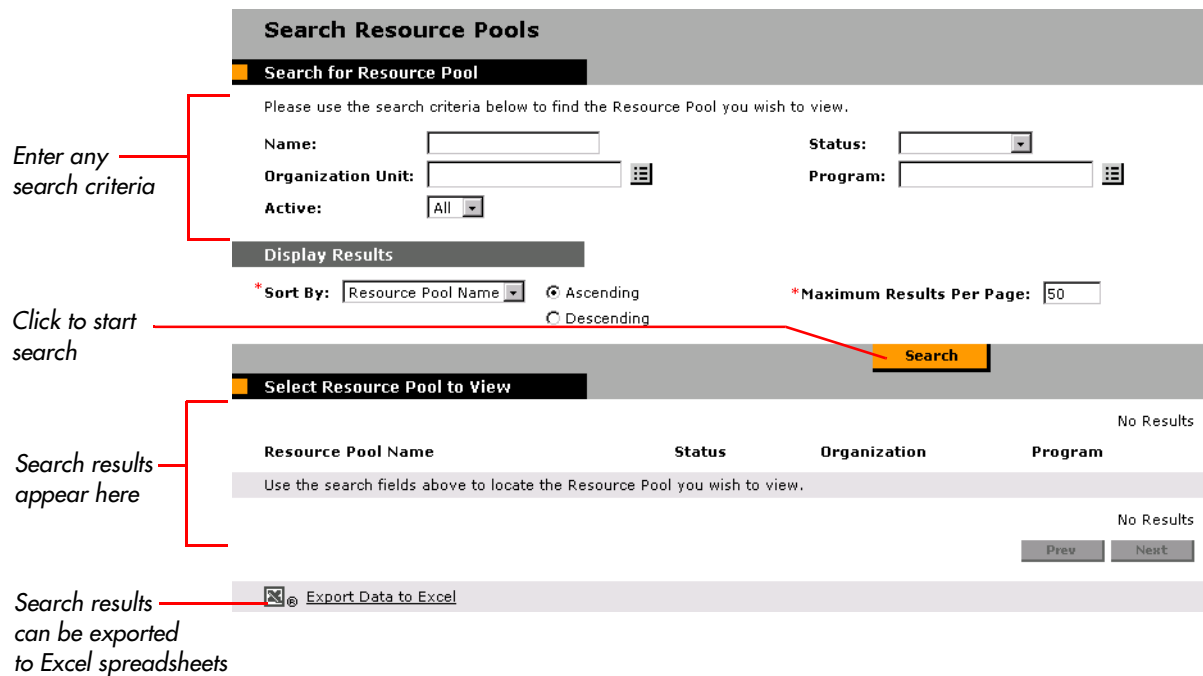 Search Resource Pools
Search for Resource Pool
Please use the search criteria below to find the Resource Pool you wish to view.
Enter any
search criteria
Name:
Status:
Organization Unit:
Program:
Active: All
Display Results
*Sort By: Resource Pool Name Ascending
Descending
*Maximum Results Per Page: 50
Click to start
search
Search
Select Resource Pool to View
No Results
Search results
appear here
Resource Pool Name Status Organization Program
Use the search fields above to locate the Resource Pool you wish to view.
No Results
Prev Next
Search results
can be exported
to Excel spreadsheets
® Export Data to Excel